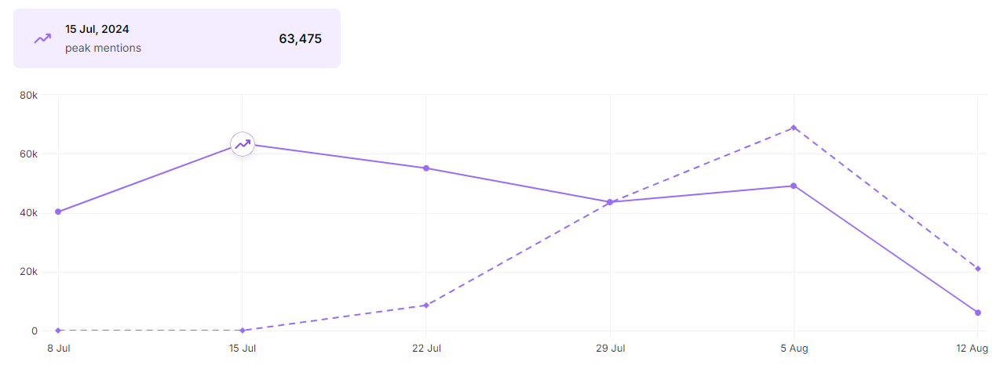 15 Jul, 2024
peak mentions
63,475
80k
60k
40k
20k
0
8 Jul
15 Jul
22 Jul
29 Jul
5 Aug
12 Aug